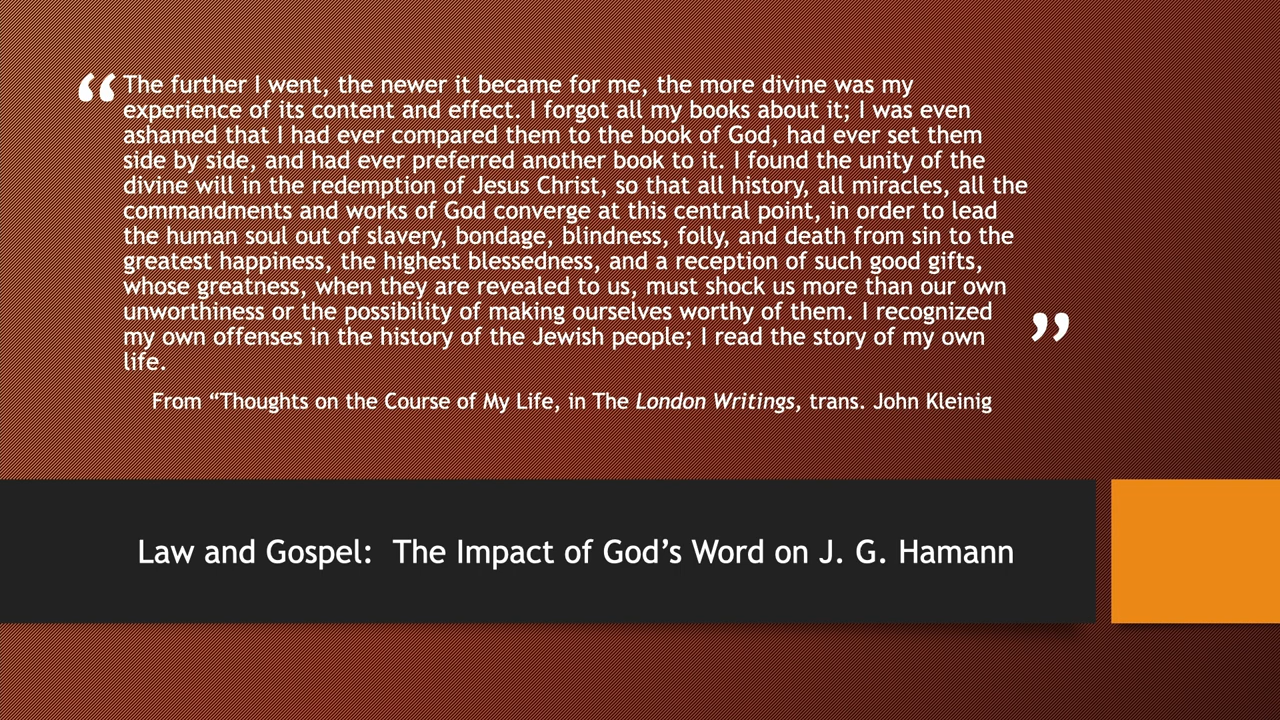 “The further I went, the newer it became for me, the more divine was my
experience of its content and effect. I forgot all my books about it; I was even
ashamed that I had ever compared them to the book of God, had ever set them
side by side, and had ever preferred another book to it. I found the unity of the
divine will in the redemption of Jesus Christ, so that all history, all miracles, all the
commandments and works of God converge at this central point, in order to lead
the human soul out of slavery, bondage, blindness, folly, and death from sin to the
greatest happiness, the highest blessedness, and a reception of such good gifts,
whose greatness, when they are revealed to us, must shock us more than our own
unworthiness or the possibility of making ourselves worthy of them. I recognized
my own offenses in the history of the Jewish people; I read the story of my own
life.”
From “Thoughts on the Course of My Life, in The London Writings, trans. John Kleinig
Law and Gospel:  The Impact of God’s Word on J. G. Hamann